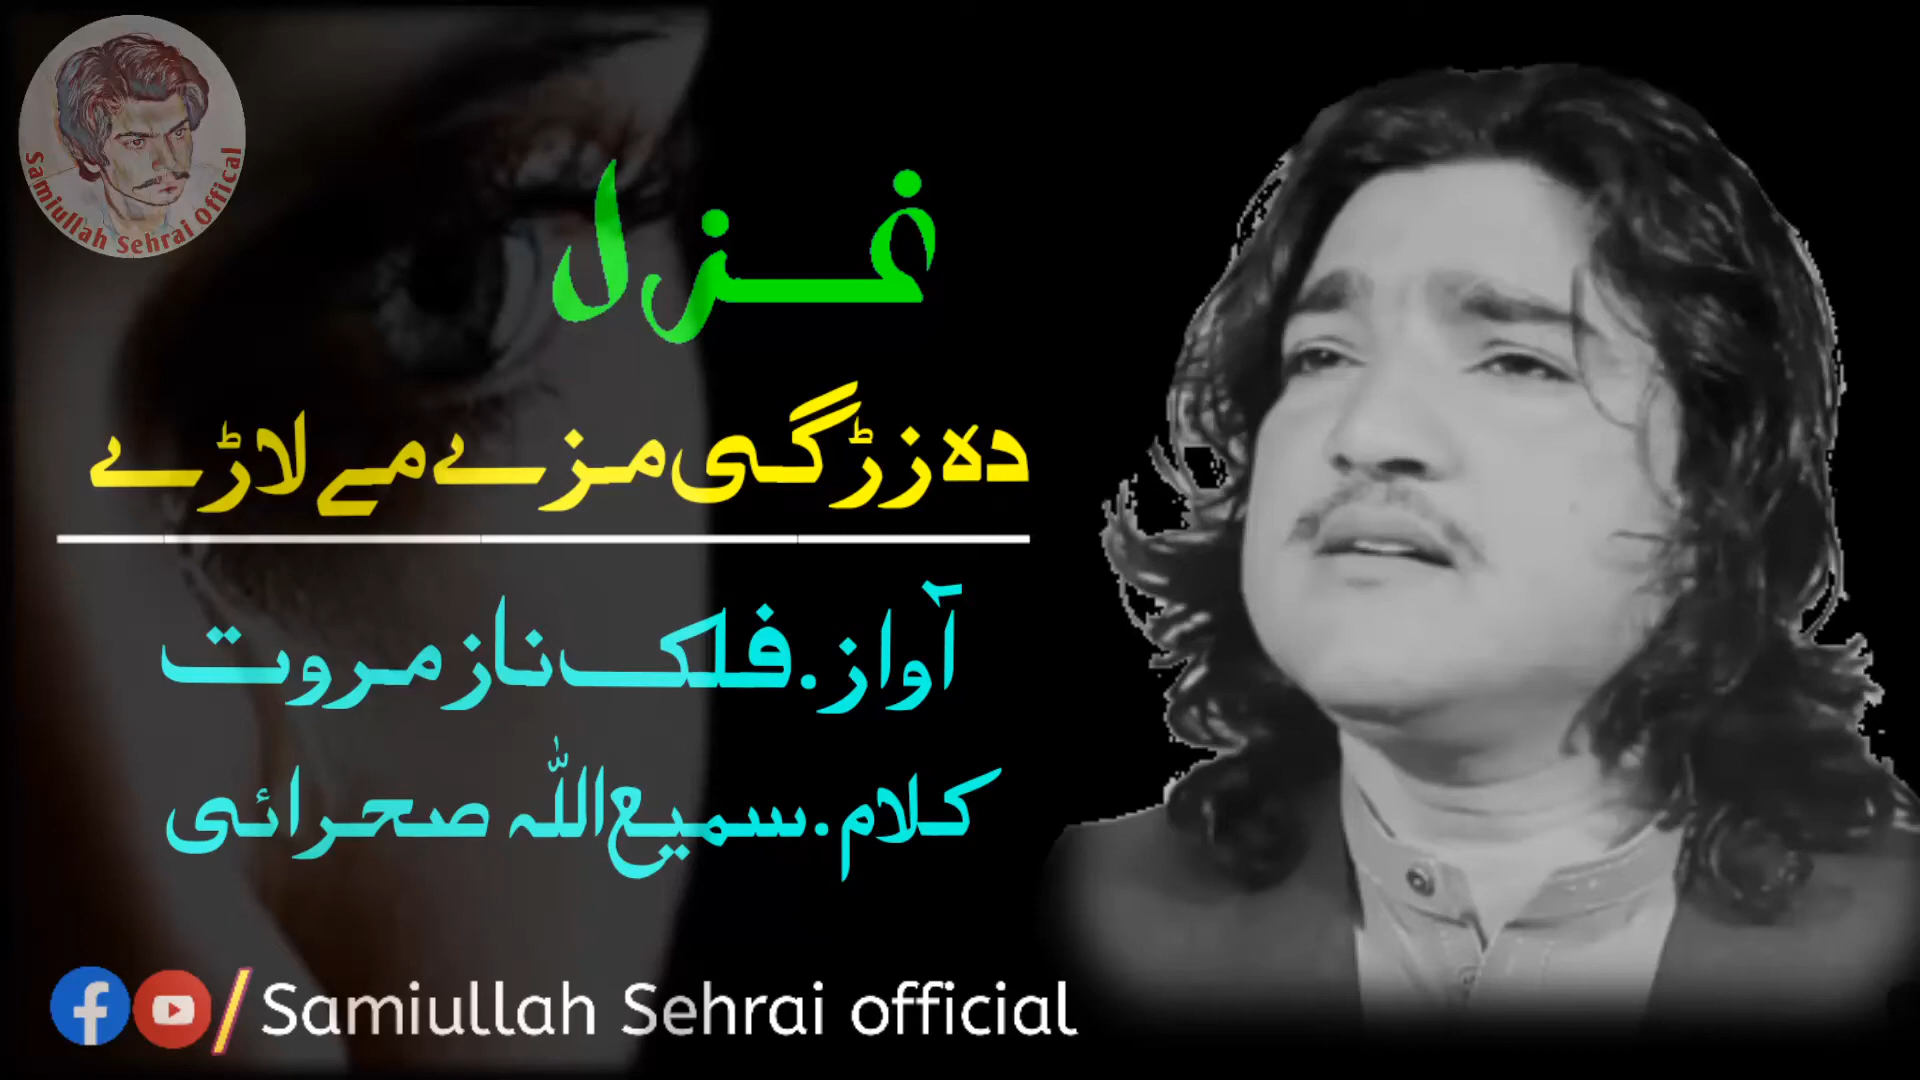 Samiullah Sehrai Offical
غزل
دہ زڑگی مزے مے لاڑے
آواز.فلک ناز مروت
کلام.سمیع اللہ صحرائی
/Samiullah Sehrai official